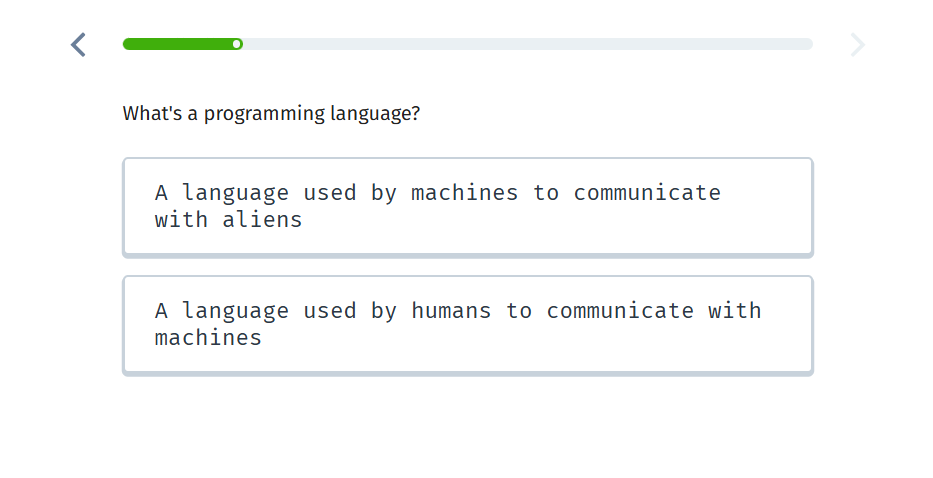 What's a programming language?
A language used by machines to communicate
with aliens
A language used by humans to communicate with
machines